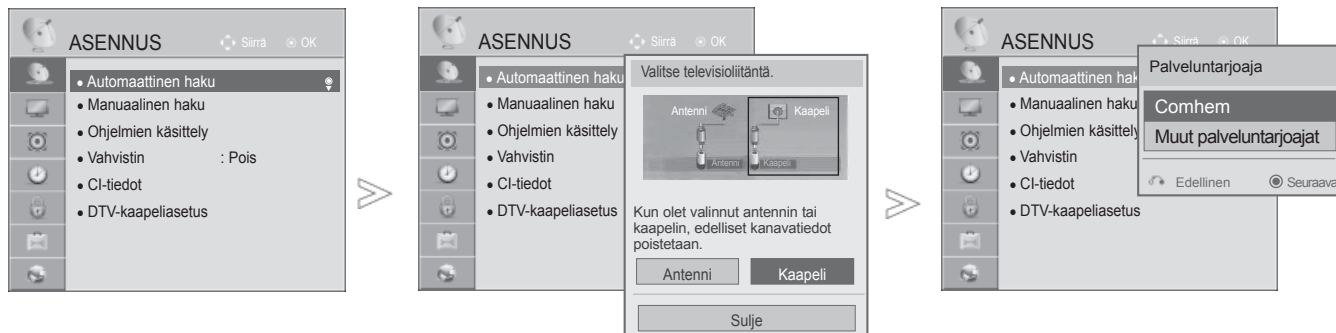 ASENNUS
Siirrä
OK
• Automaattinen haku
• Manuaalinen haku
• Ohjelmien käsittely
• Vahvistin : Pois
• CI-tiedot
• DTV-kaapeliasetus
ASENNUS
Siirrä
OK
• Automaattinen haku
• Manuaalinen haku
• Ohjelmien käsittely
• Vahvistin
• CI-tiedot
• DTV-kaapeliasetus
Valitse televisioliitäntä.
Antenni
Kaapeli
Antenni
Kaapeli
Kun olet valinnut antennin tai
kaapelin, edelliset kanavatiedot
poistetaan.
Antenni
Kaapeli
Sulje
ASENNUS
Siirrä
OK
• Automaattinen hak
• Manuaalinen haku
• Ohjelmien käsittely
• Vahvistin
• CI-tiedot
• DTV-kaapeliasetus
Palveluntarjoaja
Comhem
Muut palveluntarjoajat
Edellinen
Seuraava